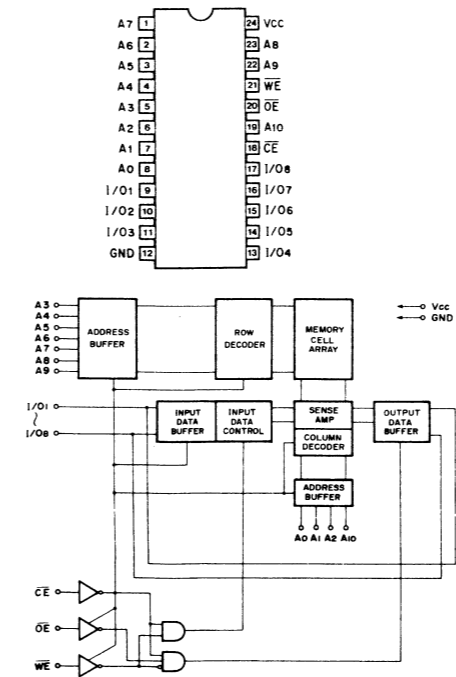 A7 1 24 VCC
A6 2 23 A8
A5 3 22 A9
A4 4 21 WE
A3 5 20 OE
A2 6 19 A10
A1 7 18 CE
A0 8 17 I/O8
I/O1 9 16 I/O7
I/O2 10 15 I/O6
I/O3 11 14 I/O5
GND 12 13 I/O4
A3
A4
A5
A6
A7
A8
A9
ADDRESS
BUFFER
ROW
DECODER
MEMORY
CELL
ARRAY
Vcc
GND
I/O1
~
I/O8
INPUT
DATA
BUFFER
INPUT
DATA
CONTROL
SENSE
AMP
COLUMN
DECODER
OUTPUT
DATA
BUFFER
ADDRESS
BUFFER
A0 A1 A2 A10
CE
OE
WE